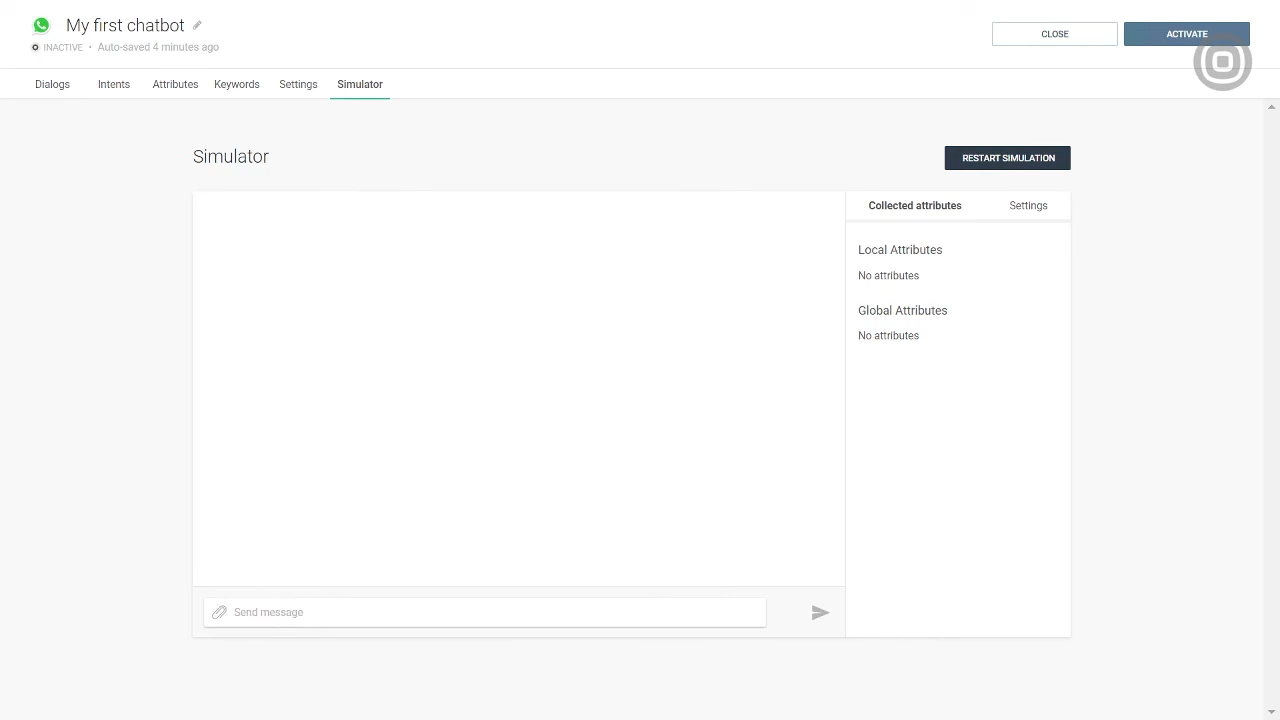 My first chatbot
INACTIVE • Auto-saved 4 minutes ago
CLOSE
ACTIVATE
Dialogs
Intents
Attributes
Keywords
Settings
Simulator
Simulator
RESTART SIMULATION
Collected attributes
Settings
Local Attributes
No attributes
Global Attributes
No attributes
Send message